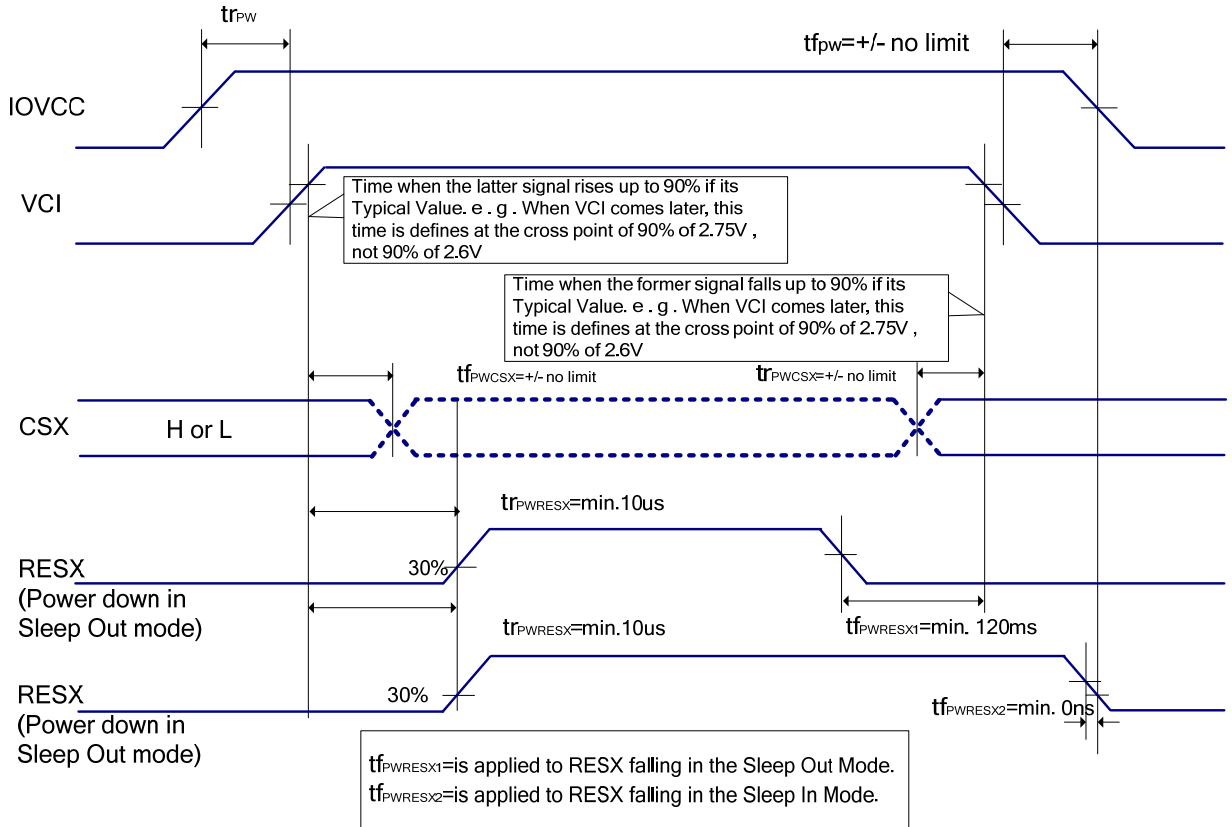 trPW
tfpw=+/- no limit
IOVCC
VCI
Time when the latter signal rises up to 90% if its
Typical Value. e . g . When VCI comes later, this
time is defines at the cross point of 90% of 2.75V ,
not 90% of 2.6V
Time when the former signal falls up to 90% if its
Typical Value. e . g . When VCI comes later, this
time is defines at the cross point of 90% of 2.75V ,
not 90% of 2.6V
tfPWCSX=+/- no limit
trPWCSX=+/- no limit
CSX
H or L
trPWRESX=min.10us
30%
RESX
(Power down in
Sleep Out mode)
tfPWRESX1=min. 120ms
trPWRESX=min.10us
30%
RESX
(Power down in
Sleep Out mode)
tfPWRESX2=min. 0ns
tfPWRESX1=is applied to RESX falling in the Sleep Out Mode.
tfPWRESX2=is applied to RESX falling in the Sleep In Mode.